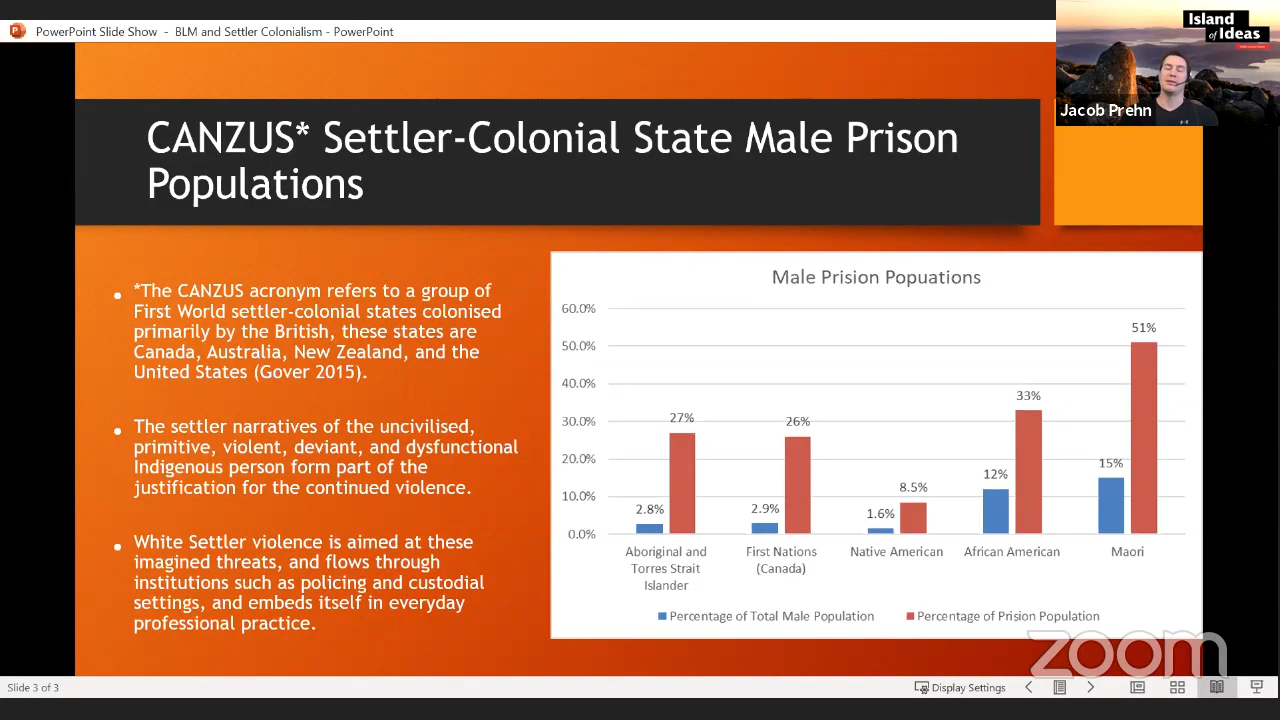 PowerPoint Slide Show - BLM and Settler Colonialism - PowerPoint
Island
of Ideas
Jacob Prehn
CANZUS* Settler-Colonial State Male Prison
Populations
*The CANZUS acronym refers to a group of
First World settler-colonial states colonised
primarily by the British, these states are
Canada, Australia, New Zealand, and the
United States (Gover 2015).
The settler narratives of the uncivilised,
primitive, violent, deviant, and dysfunctional
Indigenous person form part of the
justification for the continued violence.
White Settler violence is aimed at these
imagined threats, and flows through
institutions such as policing and custodial
settings, and embeds itself in everyday
professional practice.
Male Prision Popuations
60.0%
50.0%
40.0%
30.0%
20.0%
10.0%
0.0%
2.8%
27%
2.9%
26%
1.6%
8.5%
12%
33%
15%
51%
Aboriginal and
Torres Strait
Islander
First Nations
(Canada)
Native American
African American
Maori
Percentage of Total Male Population
Percentage of Prision Population
zoom
Slide 3 of 3
Display Settings